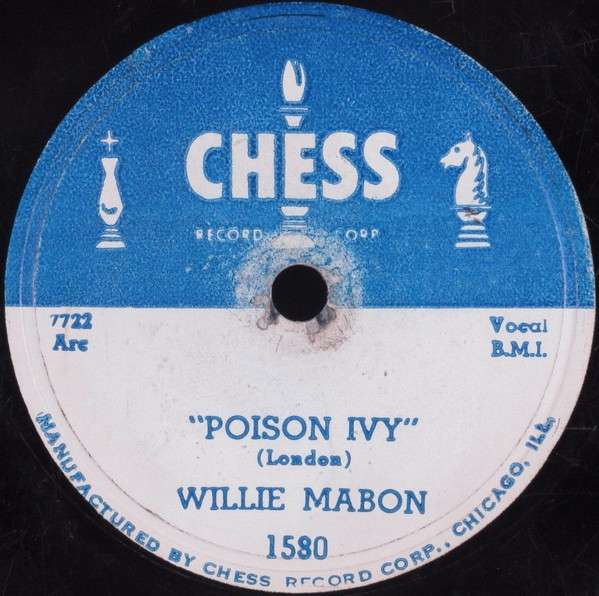 CHESS
RECORD CORP
7722
Arc
Vocal
B.M.I.
"POISON IVY"
(London)
WILLIE MABON
1580
MANUFACTURED BY CHESS RECORD CORP., CHICAGO, ILL.